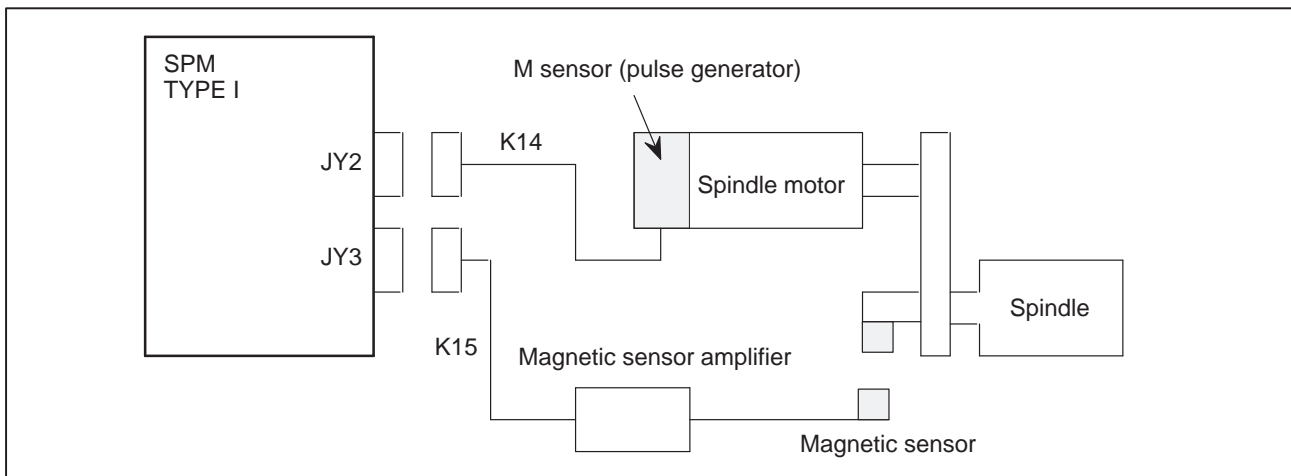 SPM
TYPE I
M sensor (pulse generator)
JY2
K14
Spindle motor
JY3
Spindle
K15
Magnetic sensor amplifier
Magnetic sensor